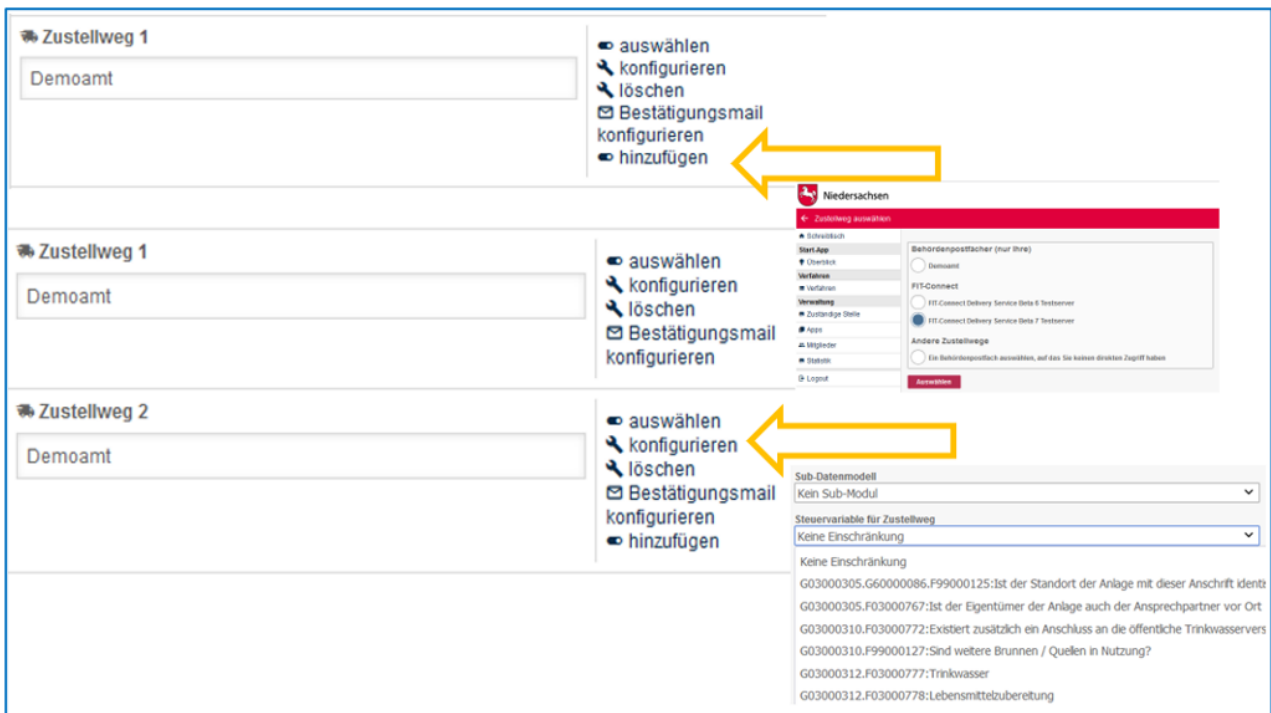 Zustellweg 1
Demoamt
auswählen
konfigurieren
löschen
Bestätigungsmail
konfigurieren
hinzufügen
Niedersachsen
Zustellweg auswählen
Schreibtisch
Start-App
Überblick
Verfahren
Verfahren
Verwaltung
Zuständige Stelle
Apps
Mitglieder
Statistik
Logout
Behördenpostfächer (nur Ihre)
Demoamt
FIT-Connect
FIT-Connect Delivery Service Beta 6 Testserver
FIT-Connect Delivery Service Beta 7 Testserver
Andere Zustellwege
Ein Behördenpostfach auswählen, auf das Sie keinen direkten Zugriff haben
Auswählen
Zustellweg 1
Demoamt
auswählen
konfigurieren
löschen
Bestätigungsmail
konfigurieren
Zustellweg 2
Demoamt
auswählen
konfigurieren
löschen
Bestätigungsmail
konfigurieren
hinzufügen
Sub-Datenmodell
Kein Sub-Modul
Steuervariable für Zustellweg
Keine Einschränkung
Keine Einschränkung
G03000305.G60000086.F99000125:Ist der Standort der Anlage mit dieser Anschrift identis
G03000305.F03000767:Ist der Eigentümer der Anlage auch der Ansprechpartner vor Ort
G03000310.F03000772:Existiert zusätzlich ein Anschluss an die öffentliche Trinkwasservers
G03000310.F99000127:Sind weitere Brunnen / Quellen in Nutzung?
G03000312.F03000777:Trinkwasser
G03000312.F03000778:Lebensmittelzubereitung